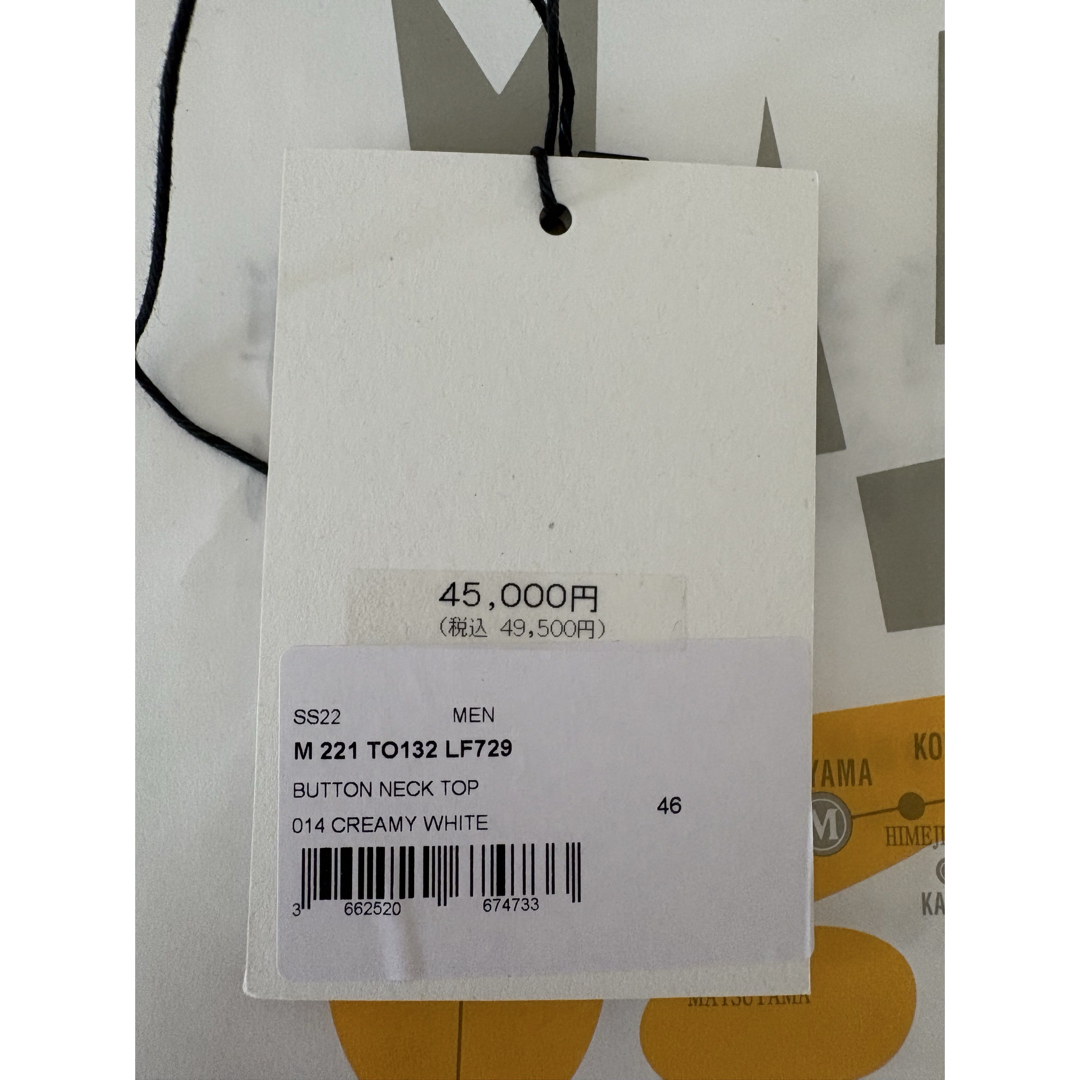 45,000円
(税込 49,500円)
SS22 MEN
M 221 TO132 LF729
BUTTON NECK TOP
46
014 CREAMY WHITE
3 662520 674733
KO
YAMA
M
HIMEJI
KA
MATSUYAMA